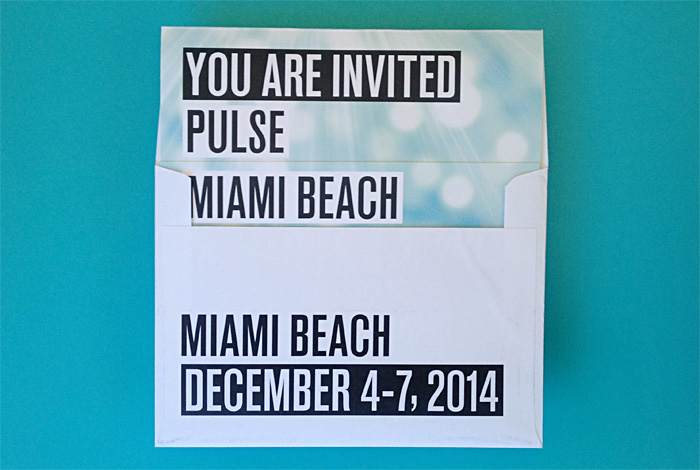 YOU ARE INVITED
PULSE
MIAMI BEACH
MIAMI BEACH
DECEMBER 4-7, 2014